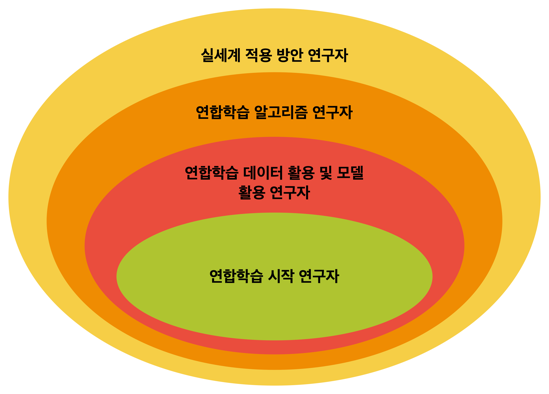 실세계 적용 방안 연구자
연합학습 알고리즘 연구자
연합학습 데이터 활용 및 모델
활용 연구자
연합학습 시작 연구자